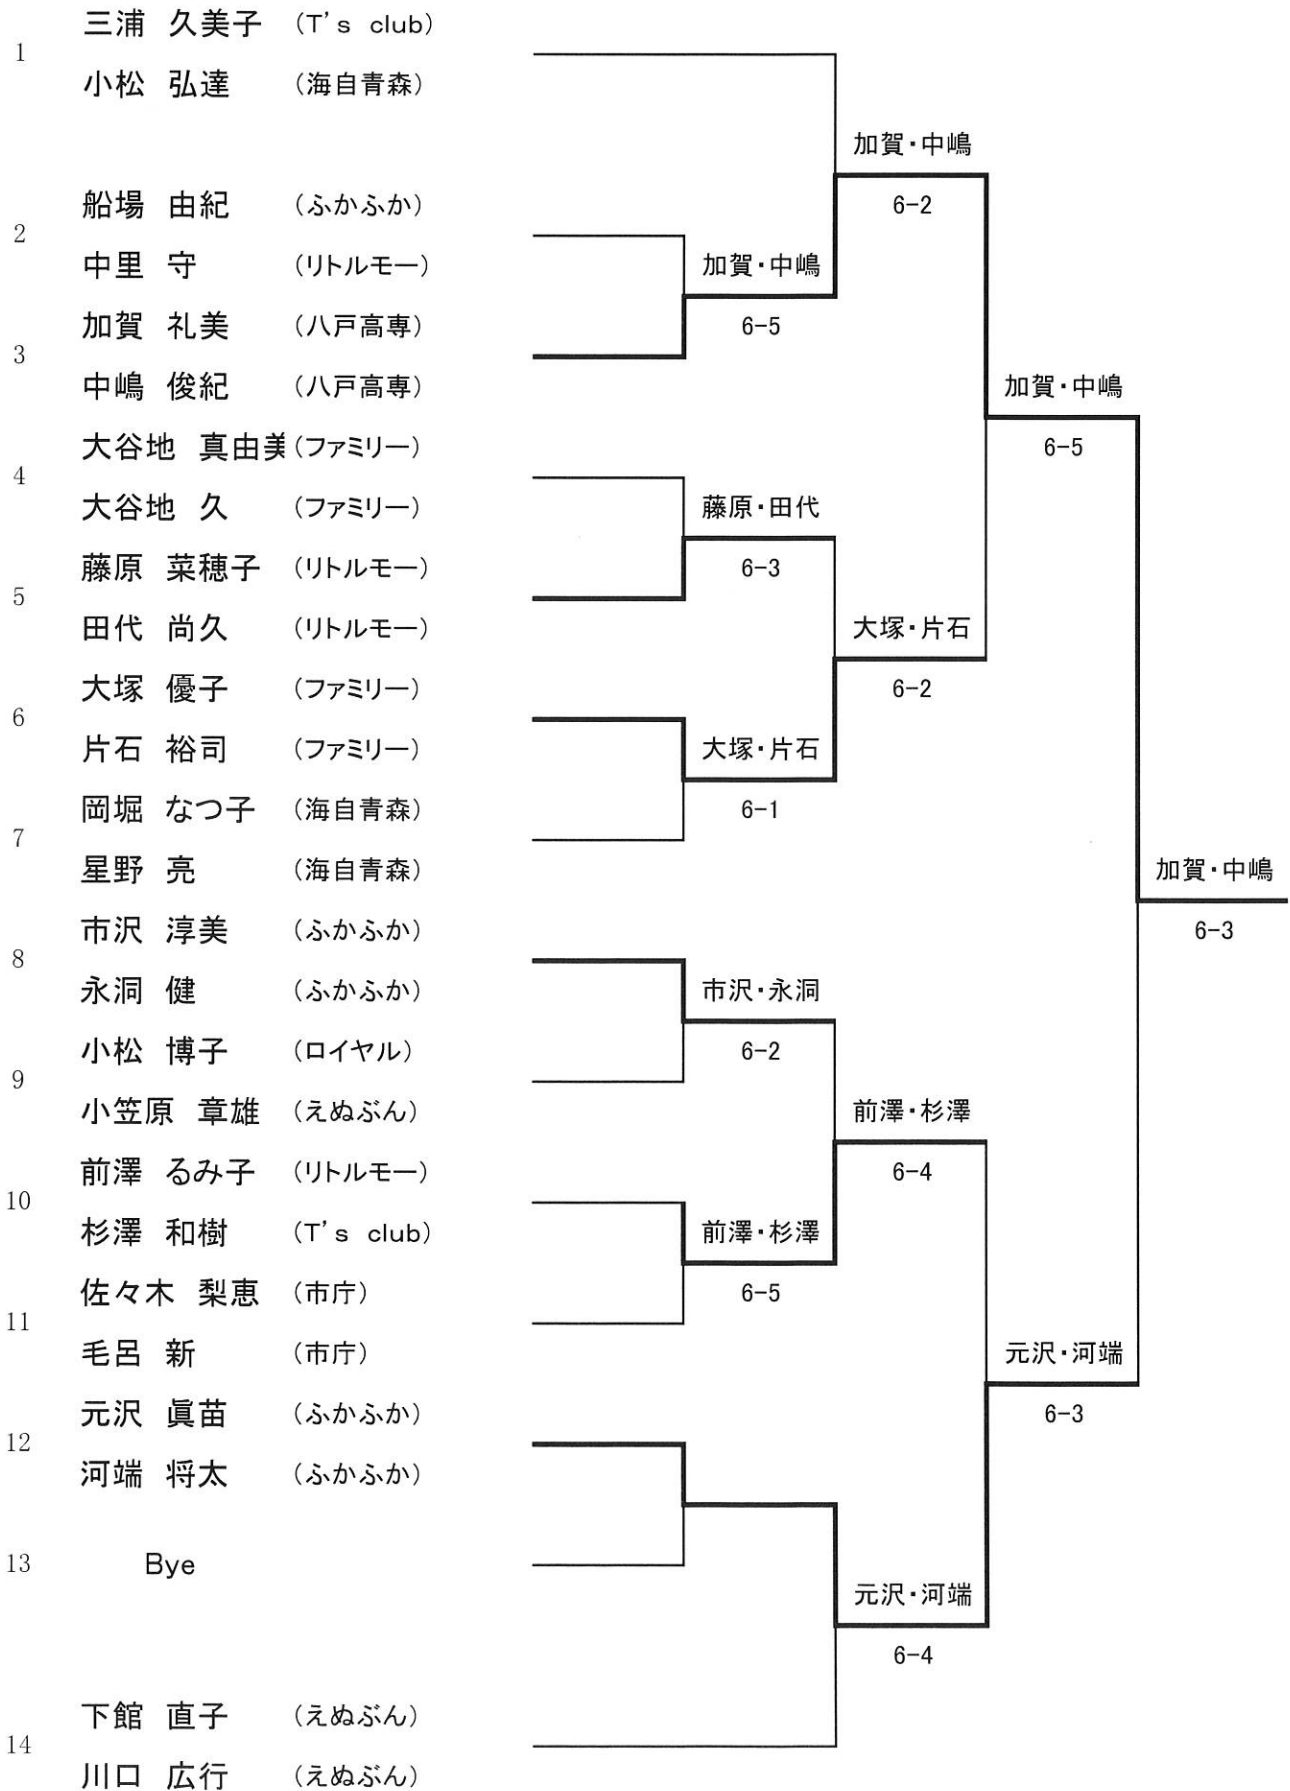 三浦 久美子 (T's club)
1
小松 弘達 (海自青森)
加賀・中嶋
船場 由紀 (ふかふか) 6-2
2
中里 守 (リトルモー) 加賀・中嶋
加賀 礼美 (八戸高専) 6-5
3
中嶋 俊紀 (八戸高専) 加賀・中嶋
大谷地 真由美 (ファミリー) 6-5
4
大谷地 久 (ファミリー) 藤原・田代
藤原 菜穂子 (リトルモー) 6-3
5
田代 尚久 (リトルモー) 大塚・片石
大塚 優子 (ファミリー) 6-2
6
片石 裕司 (ファミリー) 大塚・片石
岡堀 なつ子 (海自青森) 6-1
7
星野 亮 (海自青森) 加賀・中嶋
市沢 淳美 (ふかふか) 6-3
8
永洞 健 (ふかふか) 市沢・永洞
小松 博子 (ロイヤル) 6-2
9
小笠原 章雄 (えぬぶん) 前澤・杉澤
前澤 るみ子 (リトルモー) 6-4
10
杉澤 和樹 (T's club) 前澤・杉澤
佐々木 梨恵 (市庁) 6-5
11
毛呂 新 (市庁) 元沢・河端
元沢 眞苗 (ふかふか) 6-3
12
河端 将太 (ふかふか)
13 Bye
元沢・河端
6-4
下館 直子 (えぬぶん)
14
川口 広行 (えぬぶん)